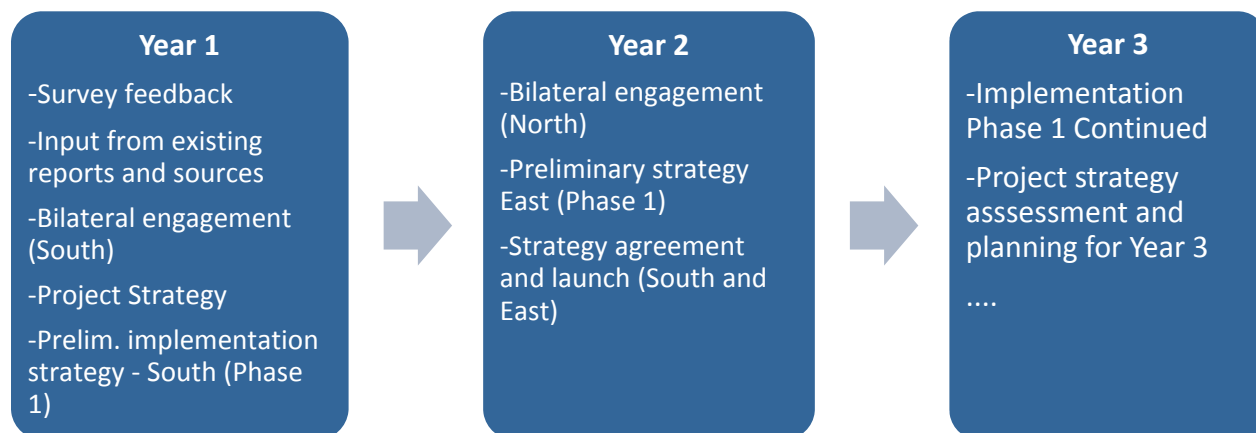 Year 1
-Survey feedback
-Input from existing
reports and sources
-Bilateral engagement
(South)
-Project Strategy
-Prelim. implementation
strategy - South (Phase
1)
Year 2
-Bilateral engagement
(North)
-Preliminary strategy
East (Phase 1)
-Strategy agreement
and launch (South and
East)
Year 3
-Implementation
Phase 1 Continued
-Project strategy
asssessment and
planning for Year 3
....